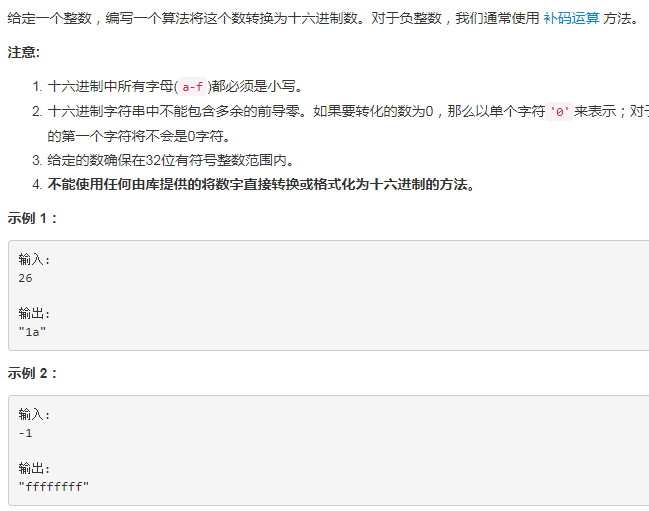 给定一个整数，编写一个算法将这个数转换为十六进制数。对于负整数，我们通常使用 补码运算 方法。
注意:
1. 十六进制中所有字母(a-f)都必须是小写。
2. 十六进制字符串中不能包含多余的前导零。如果要转化的数为0，那么以单个字符'0'来表示；对于
的第一个字符将不会是0字符。
3. 给定的数确保在32位有符号整数范围内。
4. 不能使用任何由库提供的将数字直接转换或格式化为十六进制的方法。
示例 1：
输入:
26
输出:
"1a"
示例 2：
输入:
-1
输出:
"ffffffff"